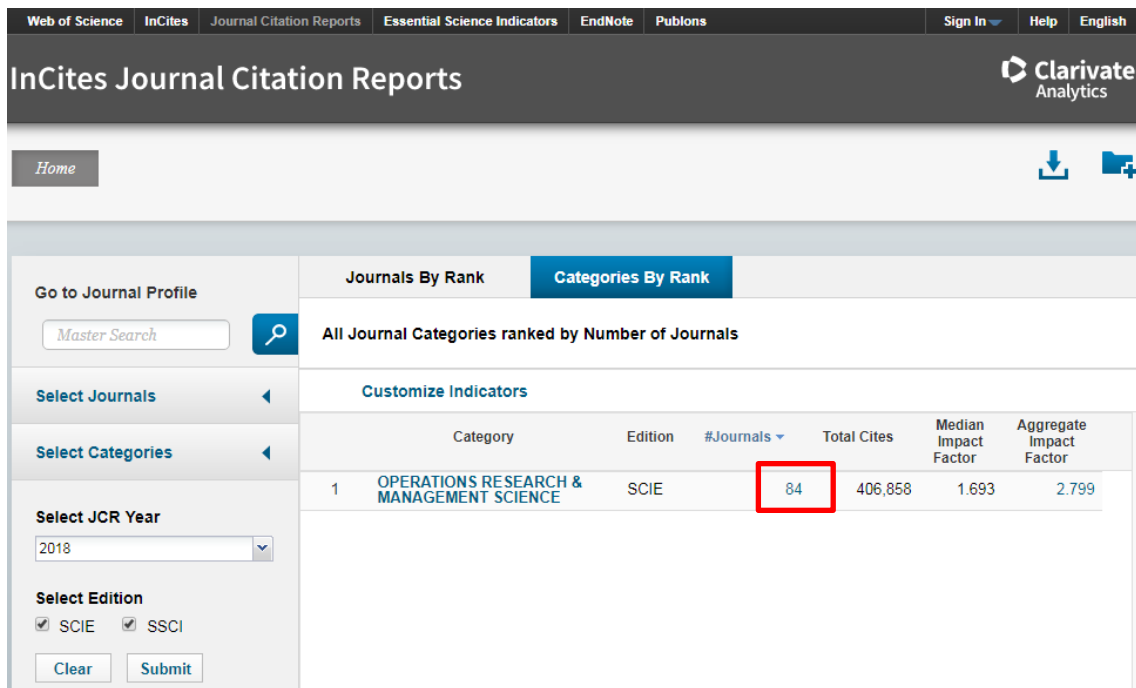 Web of Science InCites Journal Citation Reports Essential Science Indicators EndNote Publons Sign In Help English
InCites Journal Citation Reports
Clarivate
Analytics
Home
Go to Journal Profile
Master Search
Select Journals
Select Categories
Select JCR Year
2018
Select Edition
SCIE SSCI
Clear Submit
Journals By Rank Categories By Rank
All Journal Categories ranked by Number of Journals
Customize Indicators
Category Edition #Journals Total Cites Median Impact Factor Aggregate Impact Factor
1 OPERATIONS RESEARCH & MANAGEMENT SCIENCE SCIE 84 406,858 1.693 2.799